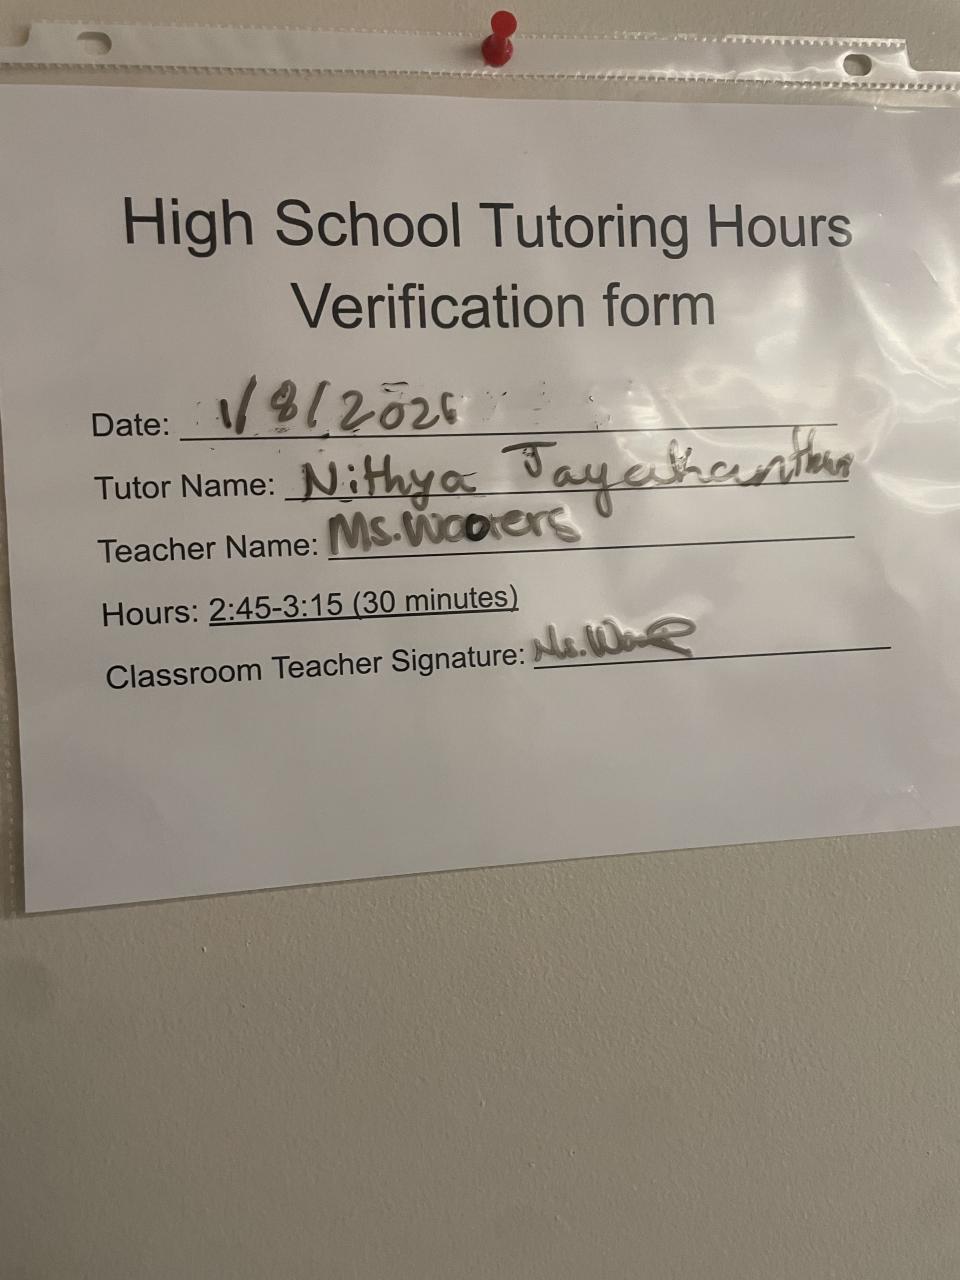 High School Tutoring Hours
Verification form
Date: 1/8/2026
Tutor Name: Nithya
Teacher Name: Ms.Wooters
Hours: 2:45-3:15 (30 minutes)
Classroom Teacher Signature: Ms.